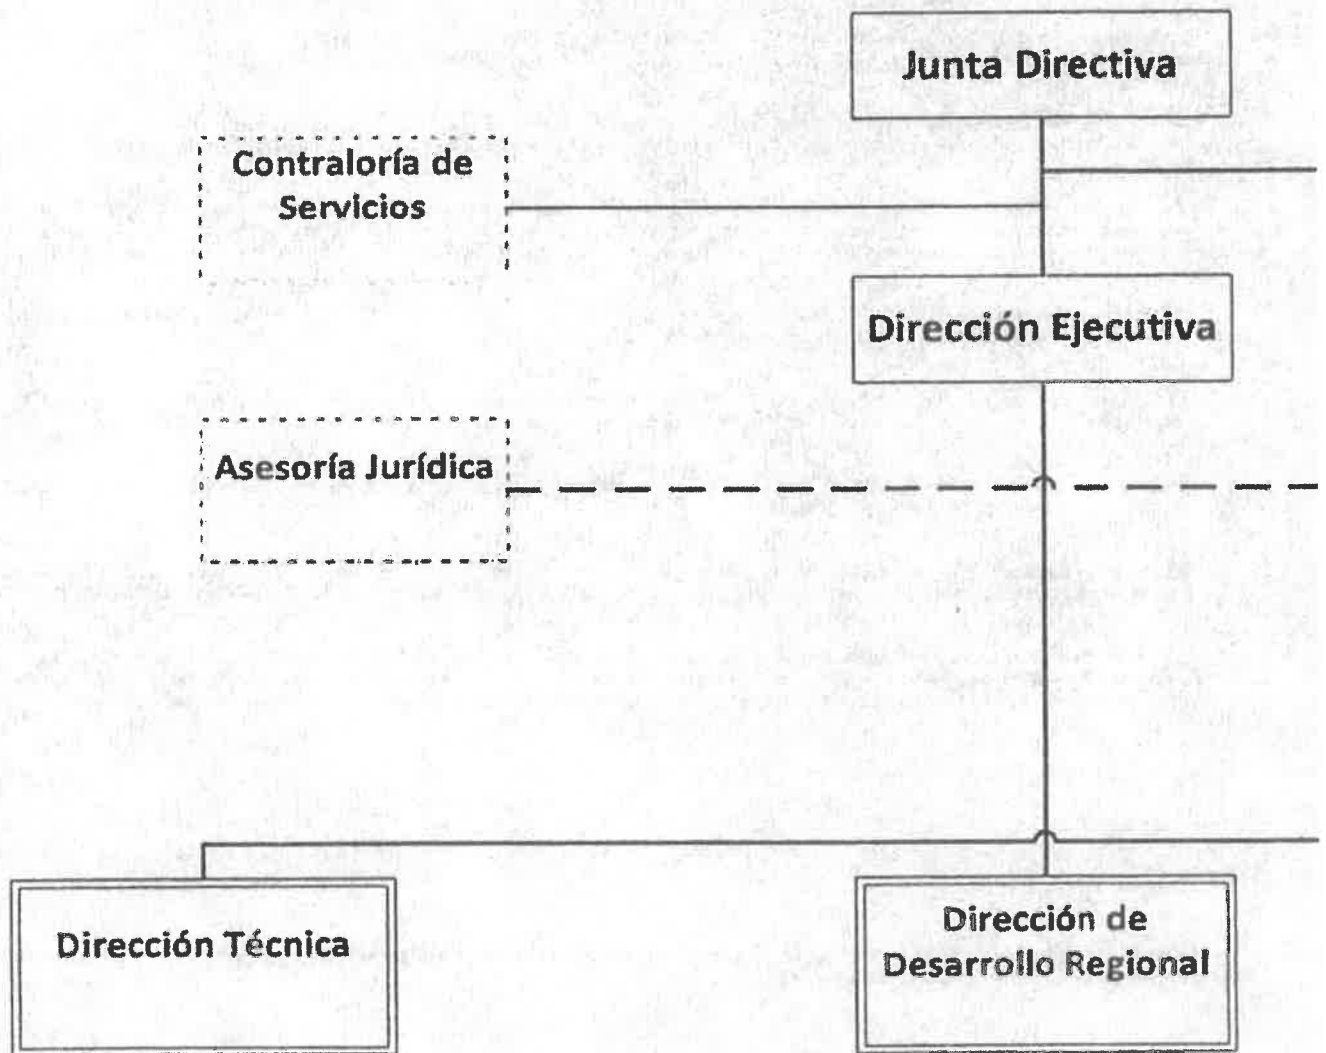 Junta Directiva
Contraloría de
Servicios
Dirección Ejecutiva
Asesoría Jurídica
Dirección Técnica
Dirección de
Desarrollo Regional